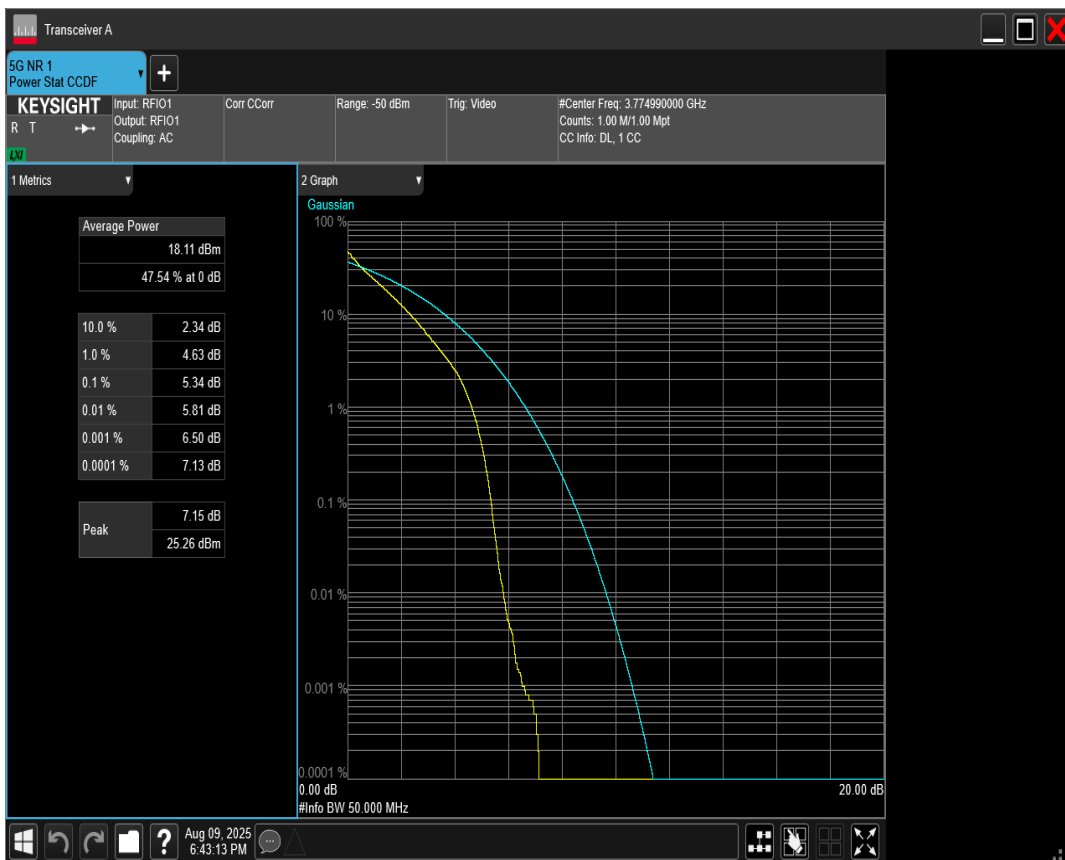 Transceiver A
5G NR 1
Power Stat CCDF
KEYSIGHT
R T
LXI
Input: RFIO1
Output: RFIO1
Coupling: AC
Corr CCorr
Range: -50 dBm
Trig: Video
#Center Freq: 3.774990000 GHz
Counts: 1.00 M/1.00 Mpt
CC Info: DL, 1 CC
1 Metrics
Average Power
18.11 dBm
47.54 % at 0 dB
10.0 % 2.34 dB
1.0 % 4.63 dB
0.1 % 5.34 dB
0.01 % 5.81 dB
0.001 % 6.50 dB
0.0001 % 7.13 dB
Peak
7.15 dB
25.26 dBm
2 Graph
Gaussian
100 %
10 %
1 %
0.1 %
0.01 %
0.001 %
0.0001 %
0.00 dB 20.00 dB
#Info BW 50.000 MHz
?
Aug 09, 2025
6:43:13 PM